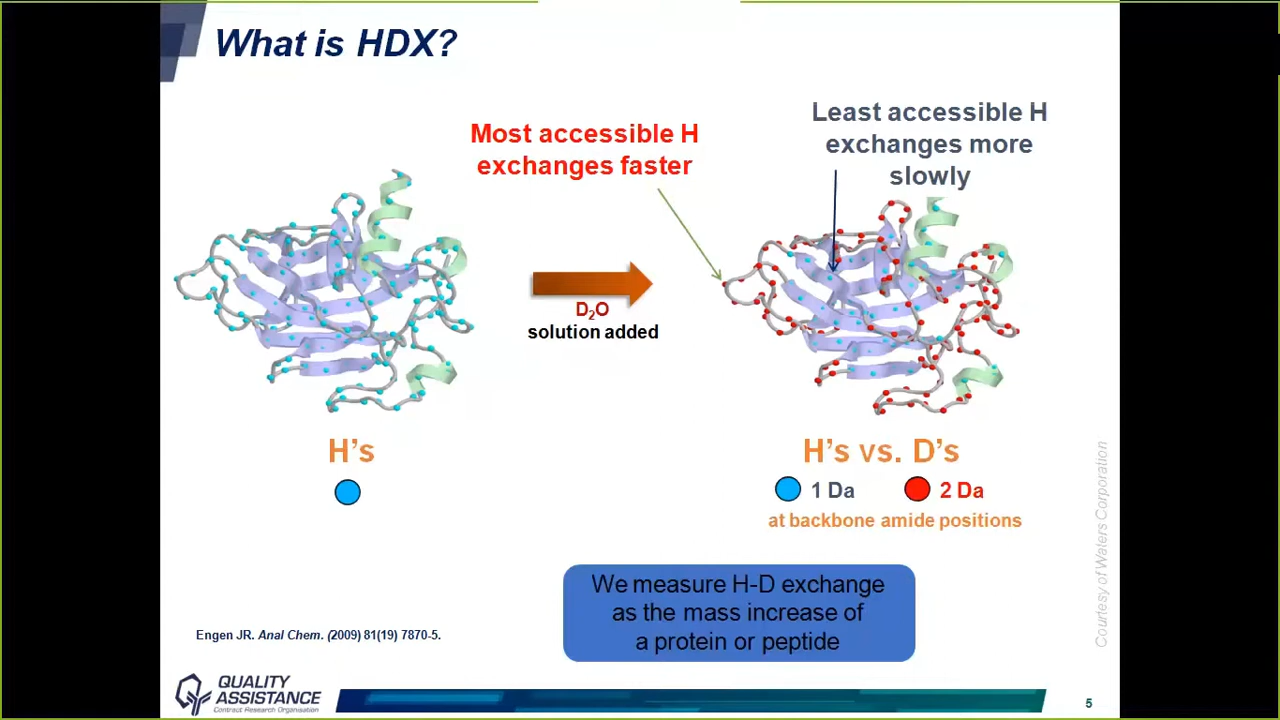 What is HDX?
Most accessible H
exchanges faster
Least accessible H
exchanges more
slowly
D₂O
solution added
H's
H's vs. D's
1 Da
2 Da
at backbone amide positions
We measure H-D exchange
as the mass increase of
a protein or peptide
Engen JR. Anal Chem. (2009) 81(19) 7870-5.
Courtesy of Waters Corporation
QUALITY
ASSISTANCE
Contract Research Organisation
5